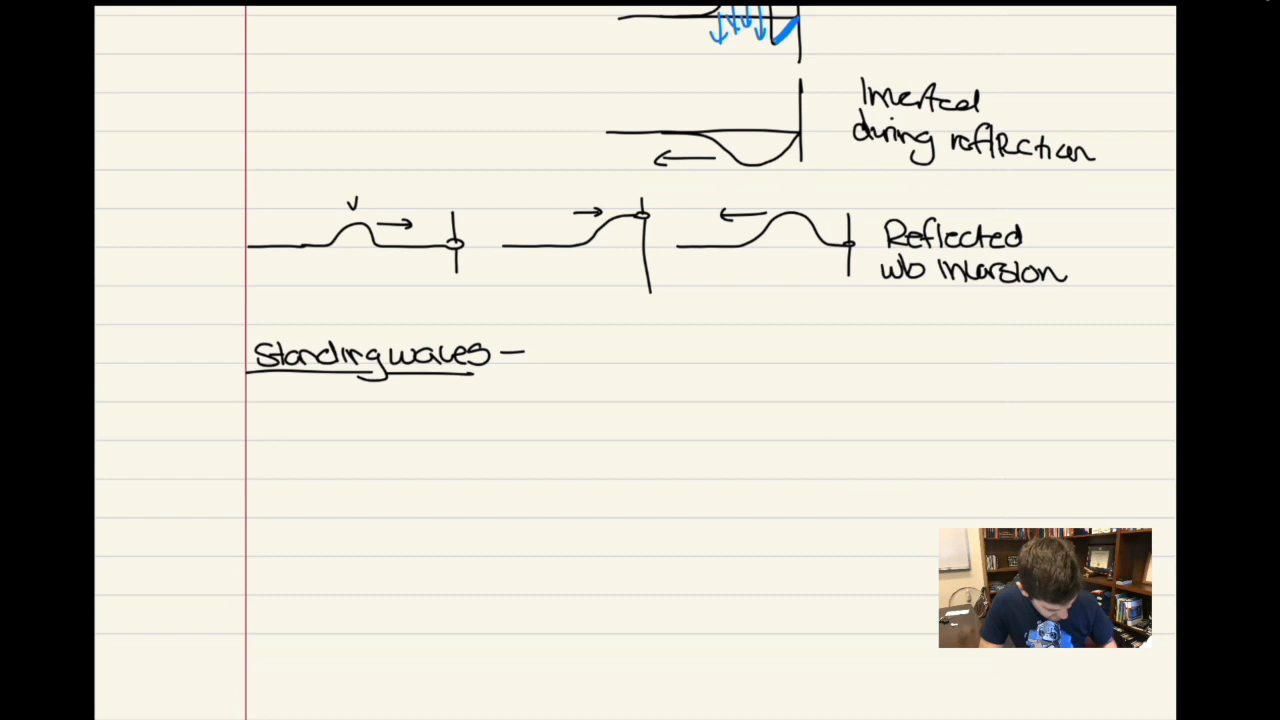 Inverted
during reflection
v
Reflected
w/o inversion
Standing waves –